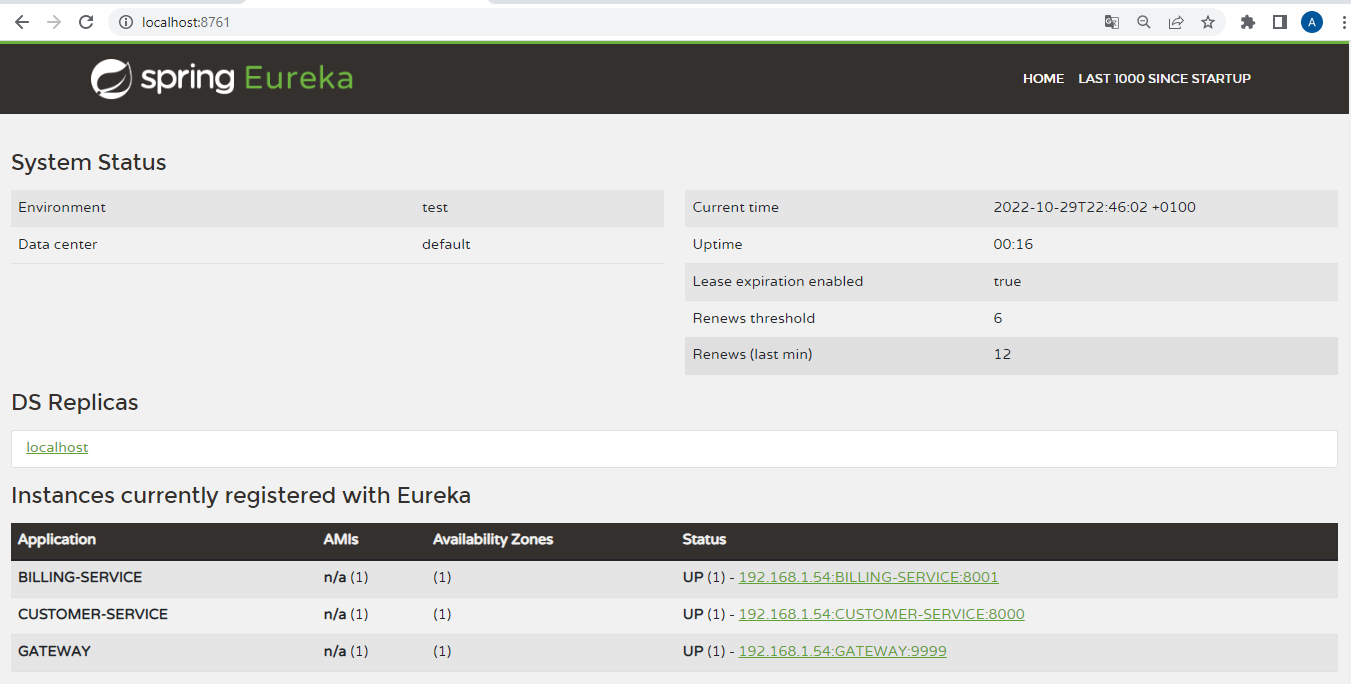 localhost:8761
A
spring Eureka
HOME LAST 1000 SINCE STARTUP
System Status
Environment test
Data center default
Current time 2022-10-29T22:46:02 +0100
Uptime 00:16
Lease expiration enabled true
Renews threshold 6
Renews (last min) 12
DS Replicas
localhost
Instances currently registered with Eureka
Application AMIs Availability Zones Status
BILLING-SERVICE n/a (1) (1) UP (1) - 192.168.1.54:BILLING-SERVICE:8001
CUSTOMER-SERVICE n/a (1) (1) UP (1) - 192.168.1.54:CUSTOMER-SERVICE:8000
GATEWAY n/a (1) (1) UP (1) - 192.168.1.54:GATEWAY:9999